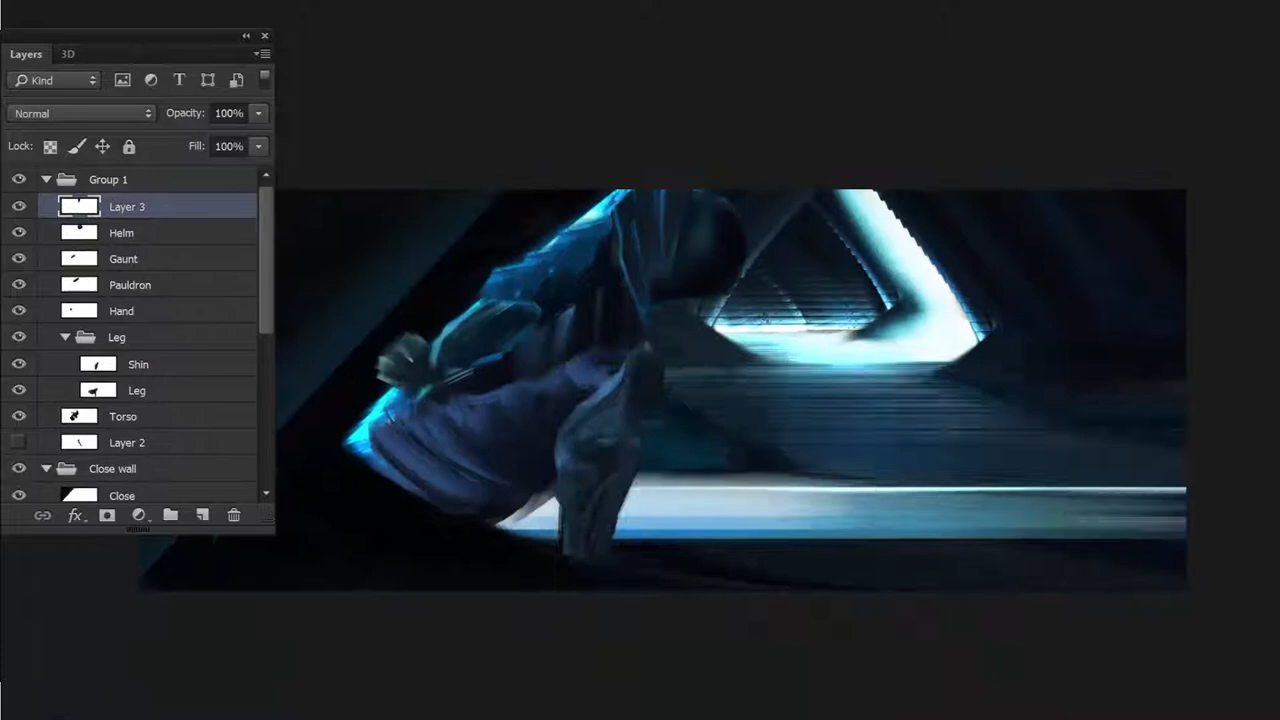 Layers 3D
Kind
Normal Opacity: 100%
Lock: Fill: 100%
Group 1
Layer 3
Helm
Gaunt
Pauldron
Hand
Leg
Shin
Leg
Torso
Layer 2
Close wall
Close
fx